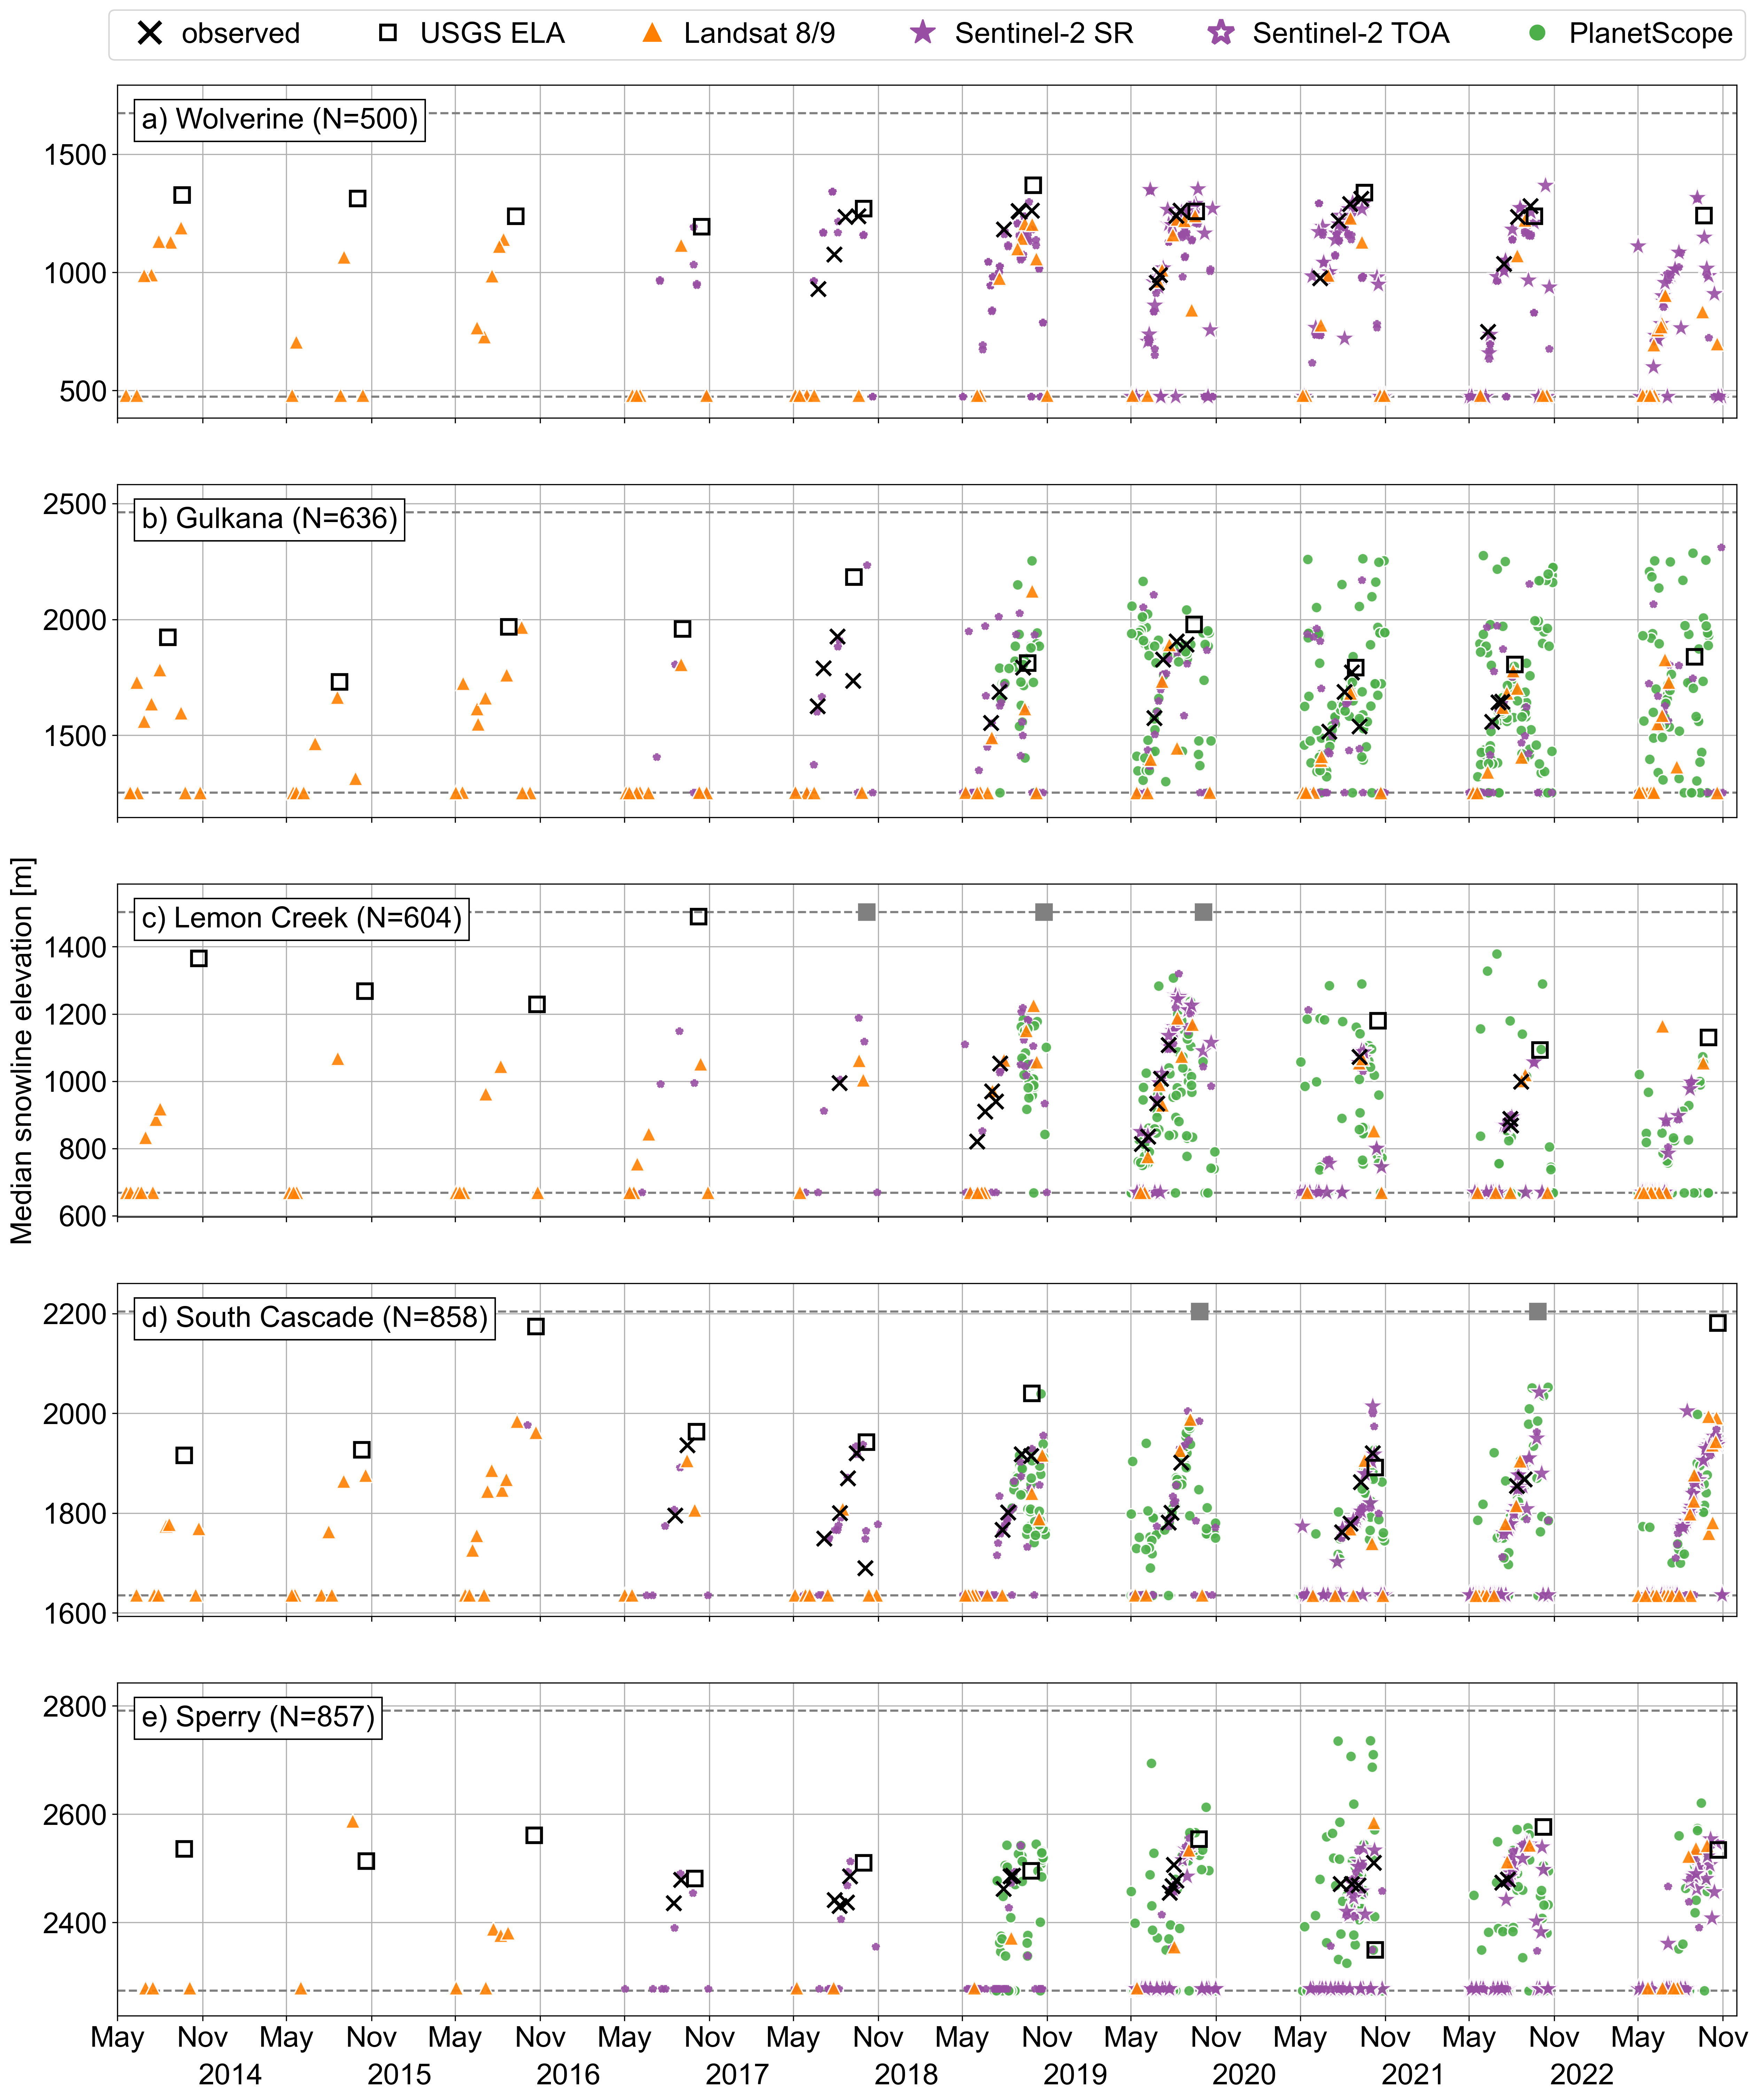 observed USGS ELA Landsat 8/9 Sentinel-2 SR Sentinel-2 TOA PlanetScope
a) Wolverine (N=500)
1500
1000
500
b) Gulkana (N=636)
2500
2000
1500
c) Lemon Creek (N=604)
1400
1200
1000
800
600
Median snowline elevation [m]
d) South Cascade (N=858)
2200
2000
1800
1600
e) Sperry (N=857)
2800
2600
2400
May Nov May Nov May Nov May Nov May Nov May Nov May Nov May Nov May Nov May Nov
2014 2015 2016 2017 2018 2019 2020 2021 2022